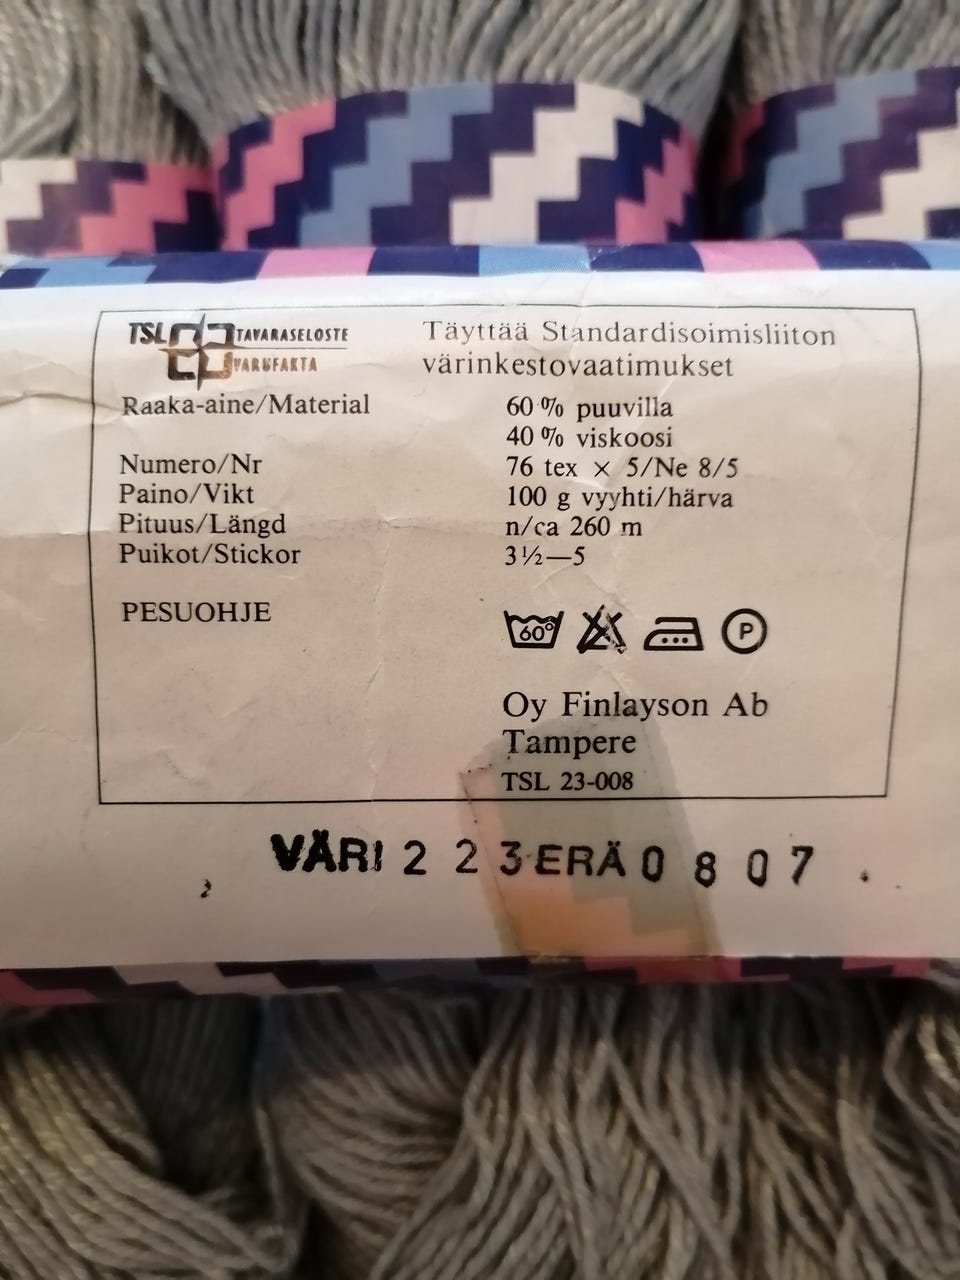 TSL TAVARASELOSTE
VARUFAKTA
Täyttää Standardisoimisliiton
värinkestovaatimukset
Raaka-aine/Material 60 % puuvilla
40 % viskoosi
Numero/Nr 76 tex × 5/Ne 8/5
Paino/Vikt 100 g vyyhti/härva
Pituus/Längd n/ca 260 m
Puikot/Stickor 3½—5
PESUOHJE 60° P
Oy Finlayson Ab
Tampere
TSL 23-008
VÄRI 2 2 3 ERÄ 0 8 0 7